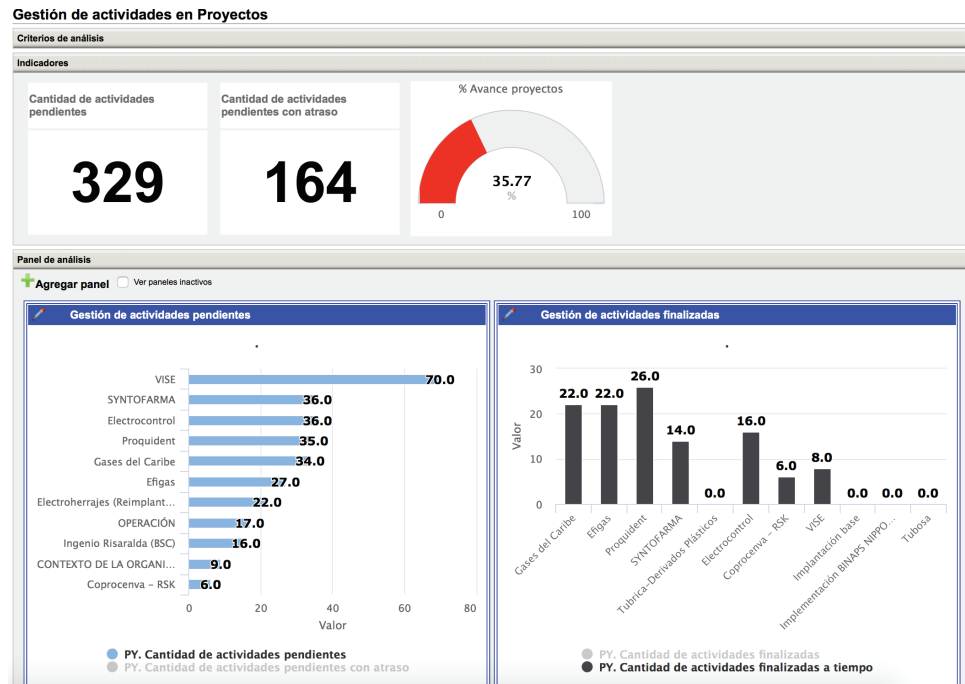 Gestión de actividades en Proyectos
Criterios de análisis
Indicadores
Cantidad de actividades
pendientes
329
Cantidad de actividades
pendientes con atraso
164
% Avance proyectos
35.77
%
0 100
Panel de análisis
Agregar panel Ver paneles inactivos
Gestión de actividades pendientes
.
VISE 70.0
SYNTOFARMA 36.0
Electrocontrol 36.0
Proquident 35.0
Gases del Caribe 34.0
Efigas 27.0
Electroherrajes (Reimplant... 22.0
OPERACIÓN 17.0
Ingenio Risaralda (BSC) 16.0
CONTEXTO DE LA ORGANI... 9.0
Coprocenva - RSK 6.0
0 20 40 60 80
Valor
PY. Cantidad de actividades pendientes
PY. Cantidad de actividades pendientes con atraso
Gestión de actividades finalizadas
.
Valor
30
20
10
0
22.0 22.0 26.0 14.0 0.0 16.0 6.0 8.0 0.0 0.0 0.0
Gases del Caribe
Efigas
Proquident
SYNTOFARMA
Tubrica-Derivados Plásticos
Electrocontrol
Coprocenva - RSK
VISE
Implantación base
Implementación BINAPS NIPPO...
Tubosa
PY. Cantidad de actividades finalizadas
PY. Cantidad de actividades finalizadas a tiempo